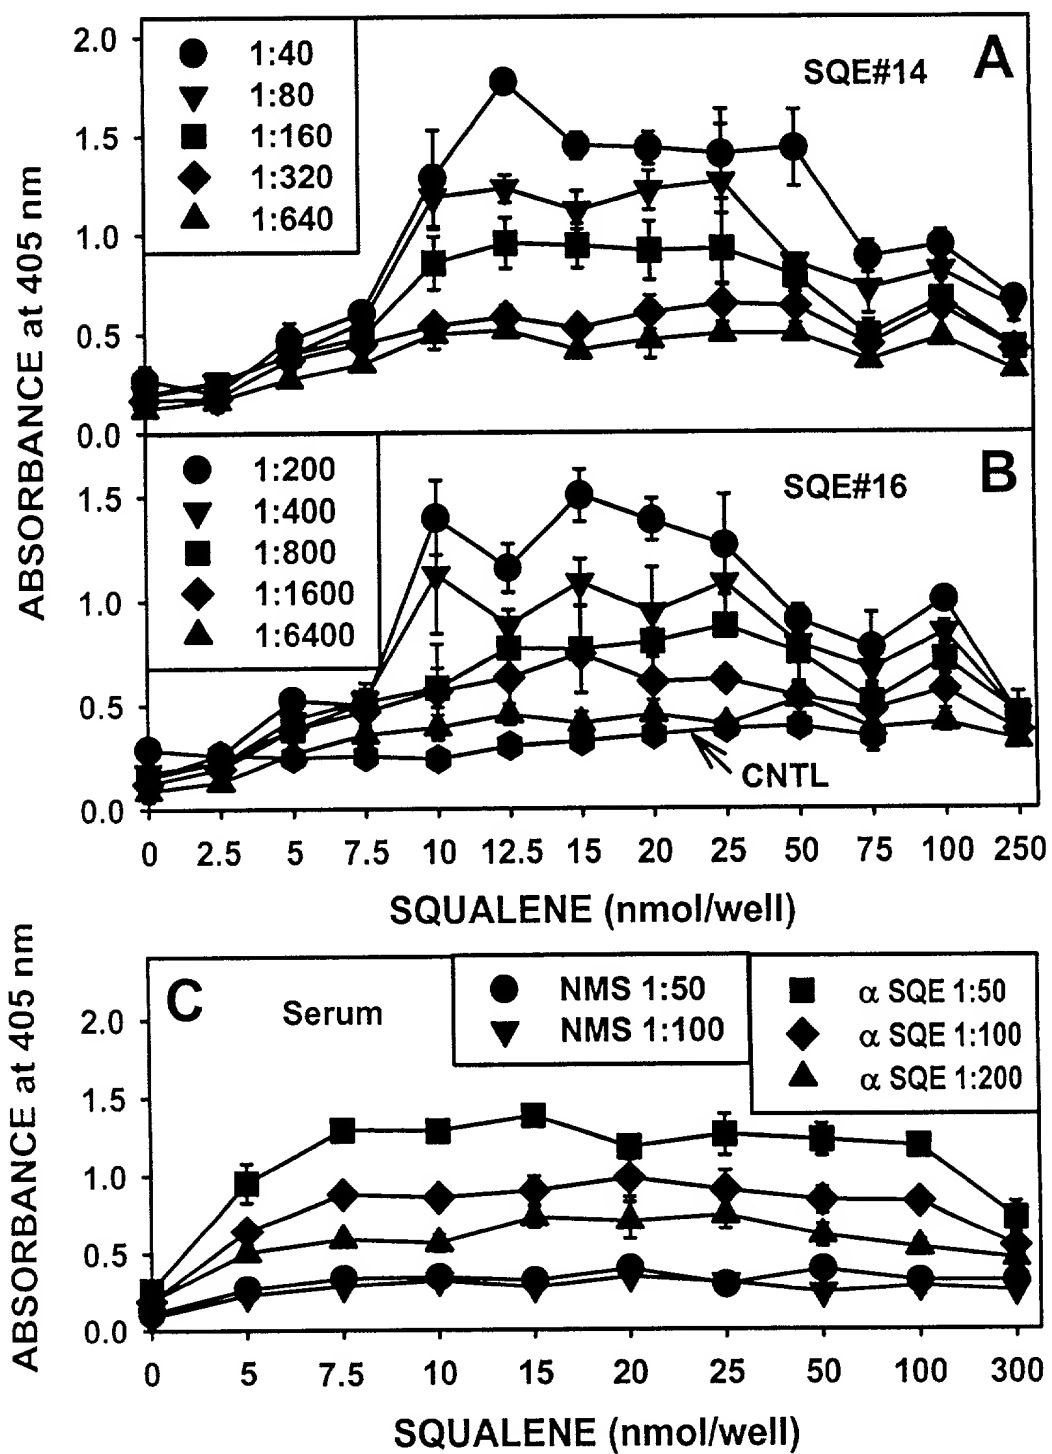 2.0
1.5
1.0
0.5
0.0
1:40
1:80
1:160
1:320
1:640
SQE#14
A
ABSORBANCE at 405 nm
1.5
1.0
0.5
0.0
1:200
1:400
1:800
1:1600
1:6400
SQE#16
B
CNTL
0 2.5 5 7.5 10 12.5 15 20 25 50 75 100 250
SQUALENE (nmol/well)
ABSORBANCE at 405 nm
2.0
1.5
1.0
0.5
0.0
C
Serum
NMS 1:50
NMS 1:100
α SQE 1:50
α SQE 1:100
α SQE 1:200
0 5 7.5 10 15 20 25 50 100 300
SQUALENE (nmol/well)